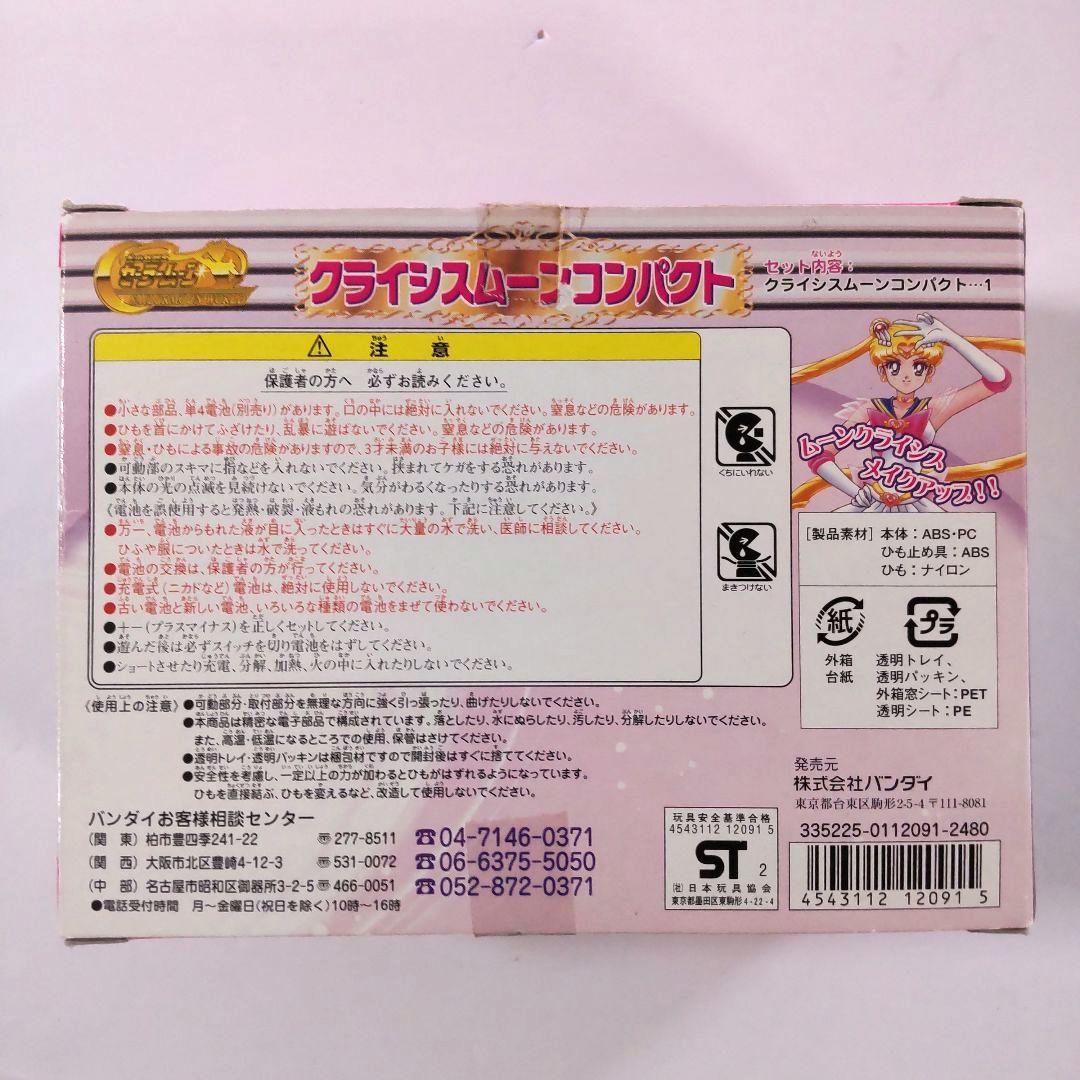 セーラームーン
クライシスムーンコンパクト
セット内容：
クライシスムーンコンパクト…1
⚠ 注意
保護者の方へ 必ずお読みください。
●小さな部品、単4電池(別売り)があります。口の中には絶対に入れないでください。窒息などの危険があります。
●ひもを首にかけてふざけたり、乱暴に遊ばないでください。窒息などの危険があります。
●窒息・ひもによる事故の危険がありますので、3才未満のお子様には絶対に与えないでください。
●可動部のスキマに指などを入れないでください。挟まれてケガをする恐れがあります。
●本体の光の点滅を見続けないでください。気分がわるくなったりする恐れがあります。
《電池を誤使用すると発熱・破裂・液もれの恐れがあります。下記に注意してください。》
●万一、電池からもれた液が目に入ったときはすぐに大量の水で洗い、医師に相談してください。
ひふや服についたときは水で洗ってください。
●電池の交換は、保護者の方が行ってください。
●充電式(ニカドなど)電池は、絶対に使用しないでください。
●古い電池と新しい電池、いろいろな種類の電池をまぜて使わないでください。
●＋－(プラスマイナス)を正しくセットしてください。
●遊んだ後は必ずスイッチを切り電池をはずしてください。
●ショートさせたり充電、分解、加熱、火の中に入れたりしないでください。
くちにいれない
まきつけない
ムーンクライシス
メイクアップ!!
[製品素材] 本体：ABS・PC
ひも止め具：ABS
ひも：ナイロン
紙
プラ
外箱
台紙
透明トレイ、
透明パッキン、
外箱窓シート：PET
透明シート：PE
《使用上の注意》●可動部分・取付部分を無理な方向に強く引っ張ったり、曲げたりしないでください。
●本商品は精密な電子部品で構成されています。落としたり、水にぬらしたり、汚したり、分解したりしないでください。
また、高温・低温になるところでの使用、保管はさけてください。
●透明トレイ・透明パッキンは梱包材ですので開封後はすぐに捨ててください。
●安全性を考慮し、一定以上の力が加わるとひもがはずれるようになっています。
ひもを直接結ぶ、ひもを変えるなど、改造して使用しないでください。
発売元
株式会社バンダイ
東京都台東区駒形2-5-4 〒111-8081
バンダイお客様相談センター
(関 東) 柏市豊四季241-22 〠277-8511 ☎04-7146-0371
(関 西) 大阪市北区豊崎4-12-3 〠531-0072 ☎06-6375-5050
(中 部) 名古屋市昭和区御器所3-2-5 〠466-0051 ☎052-872-0371
●電話受付時間 月～金曜日(祝日を除く)10時～16時
玩具安全基準合格
4543112 12091 5
ST 2
(社)日本玩具協会
東京都墨田区東駒形4-22-4
335225-0112091-2480
4543112 120915